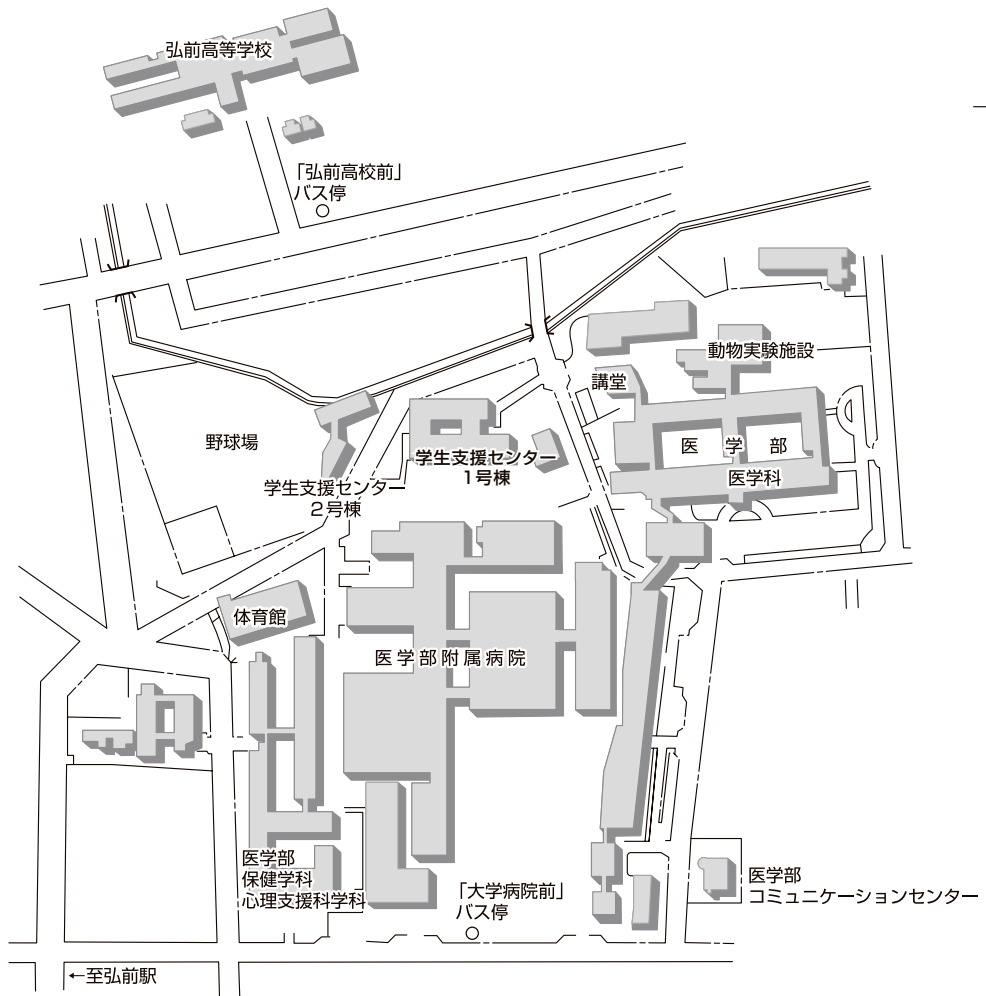 弘前高等学校
「弘前高校前」
バス停
動物実験施設
講堂
野球場
医学部
医学科
学生支援センター
1号棟
学生支援センター
2号棟
体育館
医学部附属病院
医学部
保健学科
心理支援科学科
「大学病院前」
バス停
医学部
コミュニケーションセンター
←至弘前駅